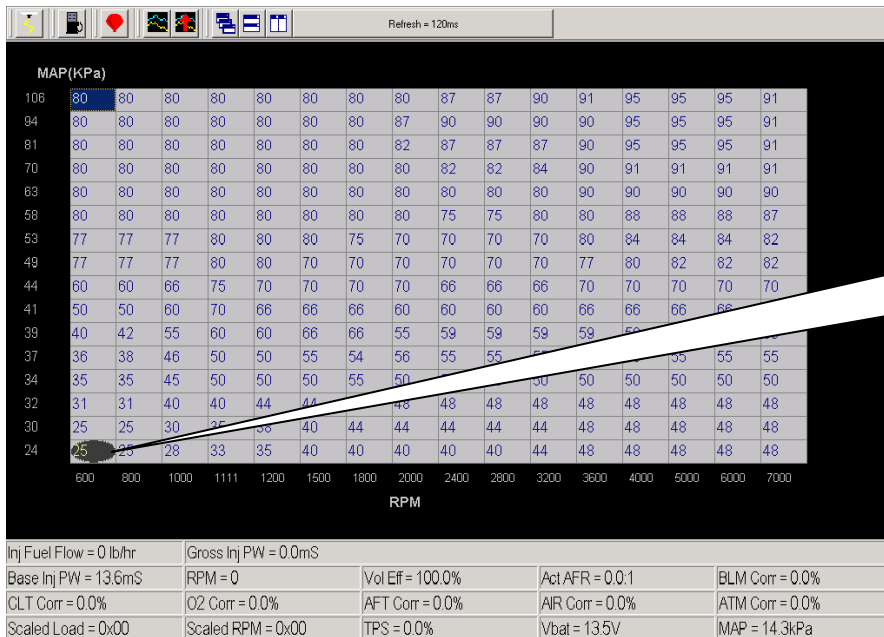 Refresh = 120ms
MAP(KPa)
106 80 80 80 80 80 80 80 80 87 87 90 91 95 95 95 91
94 80 80 80 80 80 80 80 87 90 90 90 90 95 95 95 91
81 80 80 80 80 80 80 80 82 87 87 87 90 95 95 95 91
70 80 80 80 80 80 80 80 80 82 82 84 90 91 91 91 91
63 80 80 80 80 80 80 80 80 80 80 80 90 90 90 90 90
58 80 80 80 80 80 80 80 80 75 75 80 80 88 88 88 87
53 77 77 77 80 80 80 75 70 70 70 70 80 84 84 84 82
49 77 77 77 80 80 70 70 70 70 70 70 77 80 82 82 82
44 60 60 66 75 70 70 70 70 66 66 66 70 70 70 70 70
41 50 50 60 70 66 66 66 60 60 60 60 66 66 66 66
39 40 42 55 60 60 66 66 55 59 59 59 59
37 36 38 46 50 50 55 54 56 55 55 55 55 55
34 35 35 45 50 50 50 55 50 50 50 50 50 50 50
32 31 31 40 40 44 48 48 48 48 48 48 48 48 48
30 25 25 30 38 40 44 44 44 44 44 48 48 48 48 48
24 25 25 28 33 35 40 40 40 40 40 44 48 48 48 48 48
600 800 1000 1111 1200 1500 1800 2000 2400 2800 3200 3600 4000 5000 6000 7000
RPM
Inj Fuel Flow = 0 lb/hr Gross Inj PW = 0.0mS
Base Inj PW = 13.6mS RPM = 0 Vol Eff = 100.0% Act AFR = 0.0:1 BLM Corr = 0.0%
CLT Corr = 0.0% O2 Corr = 0.0% AFT Corr = 0.0% AIR Corr = 0.0% ATM Corr = 0.0%
Scaled Load = 0x00 Scaled RPM = 0x00 TPS = 0.0% Vbat = 13.5V MAP = 14.3kPa